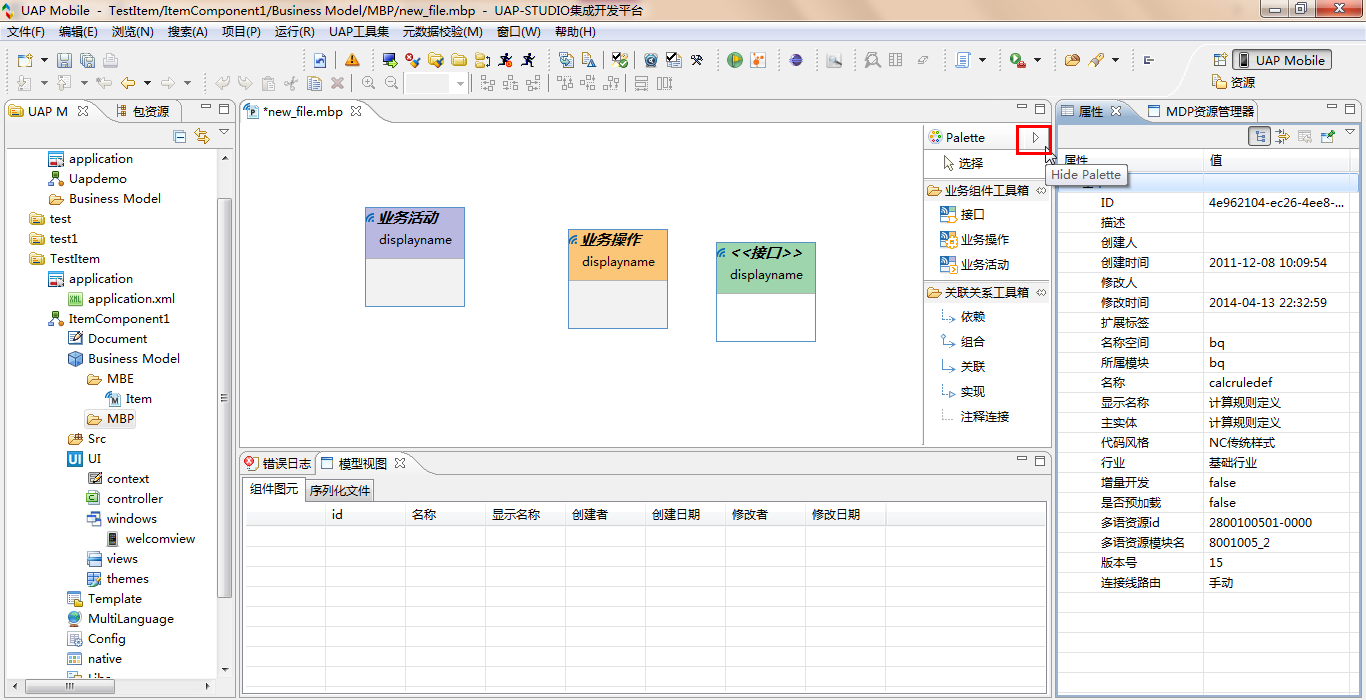 UAP Mobile - TestItem/ItemComponent1/Business Model/MBP/new_file.mbp - UAP-STUDIO集成开发平台
文件(F) 编辑(E) 浏览(N) 搜索(A) 项目(P) 运行(R) UAP工具集 元数据校验(M) 窗口(W) 帮助(H)
UAP Mobile
资源
UAP M
包资源
application
Uapdemo
Business Model
test
test1
TestItem
application
application.xml
ItemComponent1
Document
Business Model
MBE
Item
MBP
Src
UI
context
controller
windows
welcomview
views
themes
Template
MultiLanguage
Config
native
*new_file.mbp
业务活动
displayname
业务操作
displayname
<<接口>>
displayname
Palette
选择
业务组件工具箱
接口
业务操作
业务活动
关联关系工具箱
依赖
组合
关联
实现
注释连接
Hide Palette
错误日志 模型视图
组件图元 序列化文件
id 名称 显示名称 创建者 创建日期 修改者 修改日期
属性 MDP资源管理器
属性 值
ID 4e962104-ec26-4ee8-...
描述
创建人
创建时间 2011-12-08 10:09:54
修改人
修改时间 2014-04-13 22:32:59
扩展标签
名称空间 bq
所属模块 bq
名称 calcruledef
显示名称 计算规则定义
主实体 计算规则定义
代码风格 NC传统样式
行业 基础行业
增量开发 false
是否预加载 false
多语资源id 2800100501-0000
多语资源模块名 8001005_2
版本号 15
连接线路由 手动